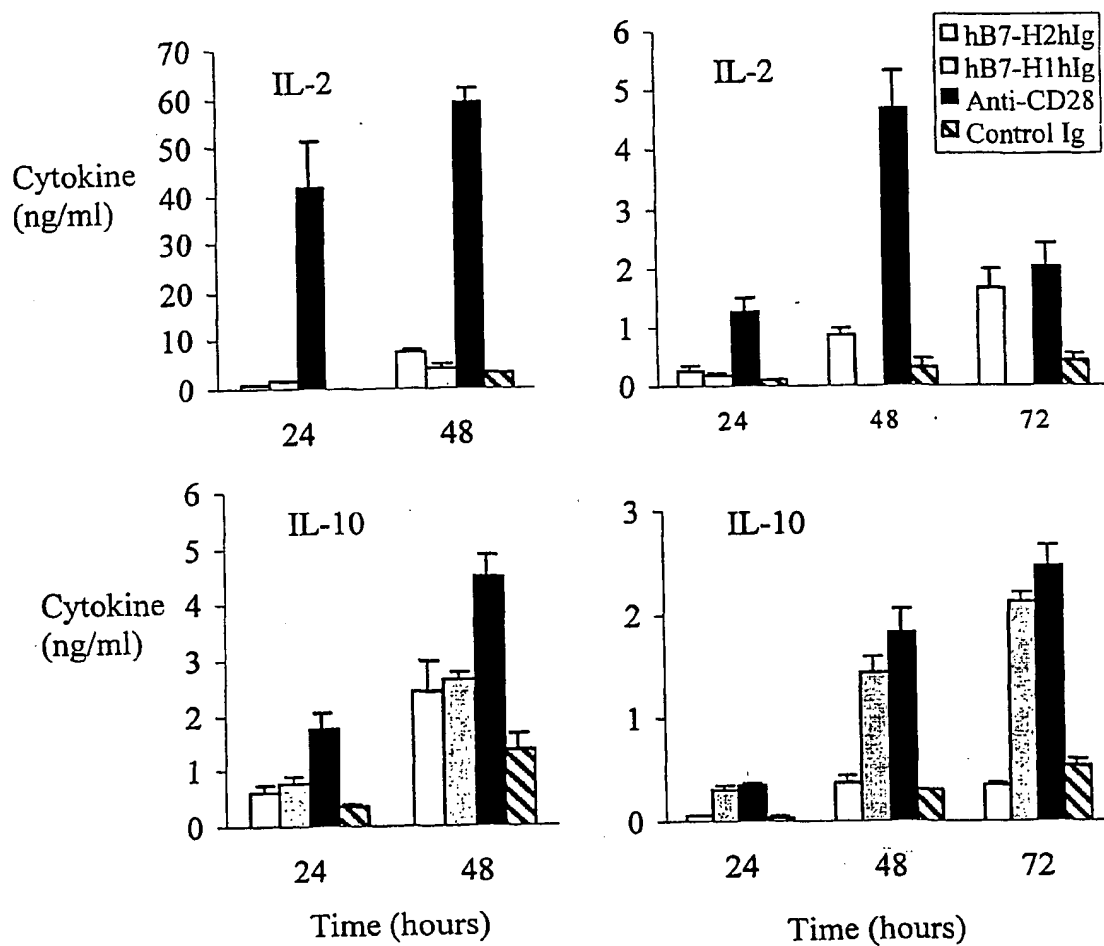 70
60
50
40
30
20
10
0
IL-2
Cytokine
(ng/ml)
24
48
6
5
4
3
2
1
0
IL-2
24
48
72
hB7-H2hIg
hB7-H1hIg
Anti-CD28
Control Ig
6
5
4
3
2
1
0
IL-10
Cytokine
(ng/ml)
24
48
Time (hours)
3
2
1
0
IL-10
24
48
72
Time (hours)